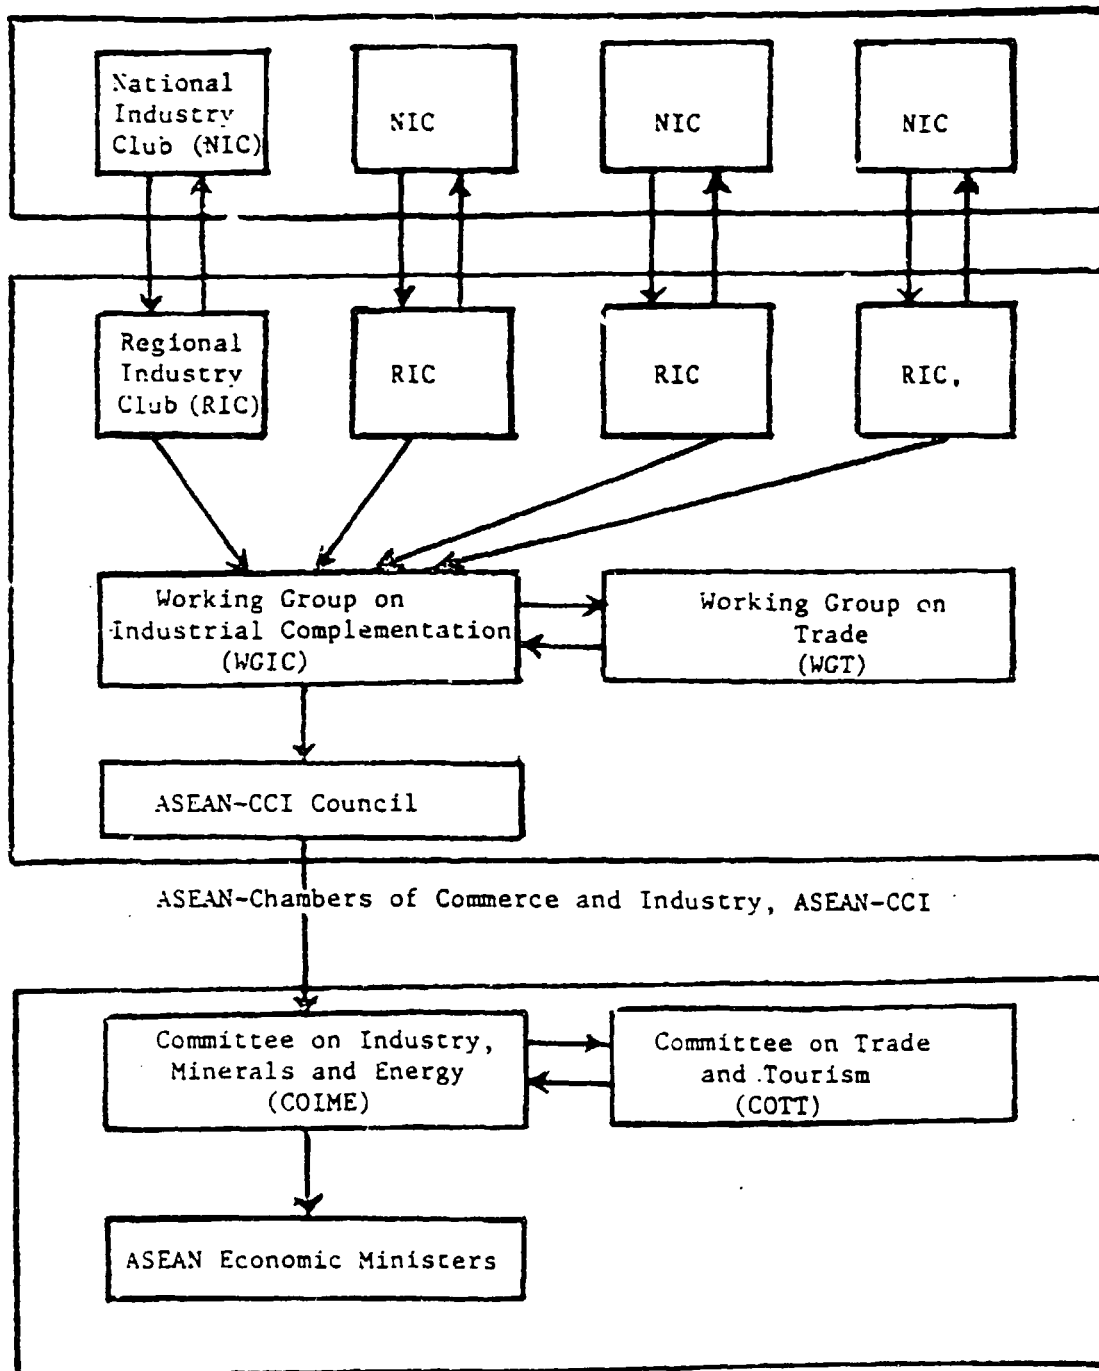 National
Industry
Club (NIC)
NIC
NIC
NIC
Regional
Industry
Club (RIC)
RIC
RIC
RIC.
Working Group on
Industrial Complementation
(WGIC)
Working Group on
Trade
(WGT)
ASEAN-CCI Council
ASEAN-Chambers of Commerce and Industry, ASEAN-CCI
Committee on Industry,
Minerals and Energy
(COIME)
Committee on Trade
and Tourism
(COTT)
ASEAN Economic Ministers